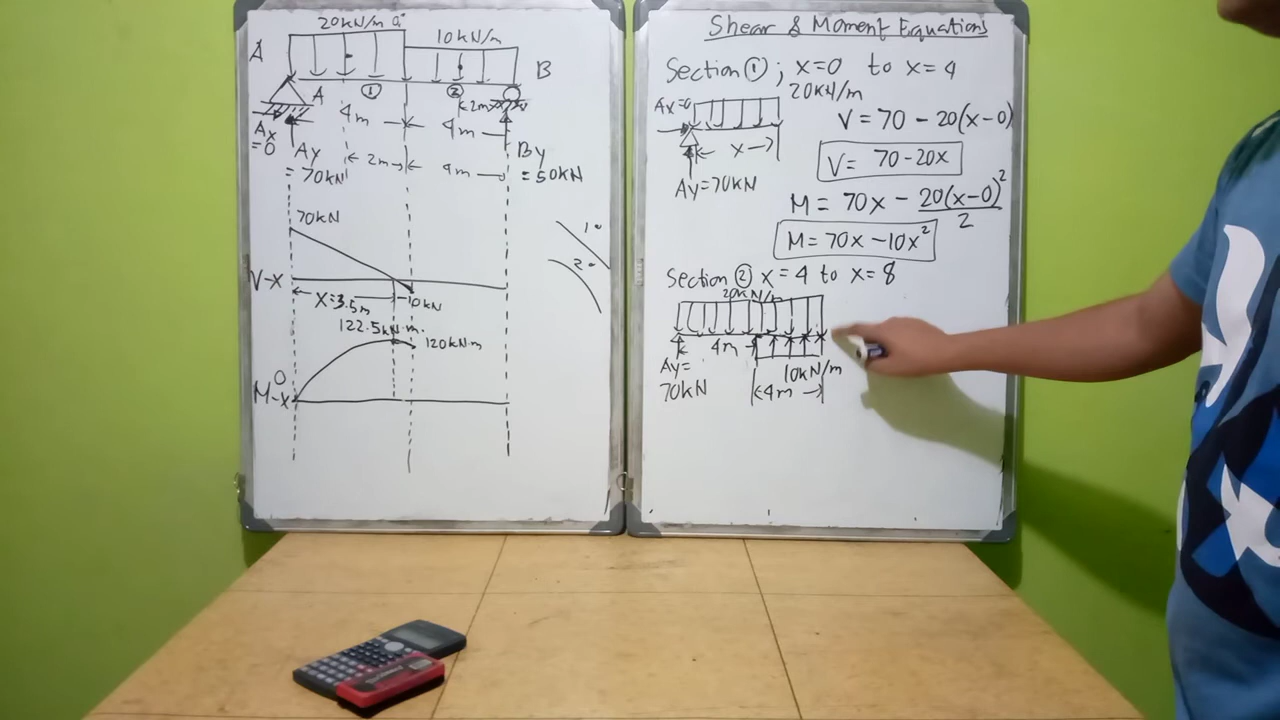 20kN/m
10kN/m
A
B
A
①
②
2m
4m
4m
Ax
=0
Ay
= 70kN
2m
4m
By
= 50kN
70kN
V-x
x=3.5m
-10kN
122.5kN.m.
120kN.m
0
M-x
1°
2°
Shear & Moment Equations
Section ① ; x=0 to x=4
Ax=0
20kN/m
x
Ay=70kN
V = 70 - 20(x-0)
V= 70-20x
M = 70x - 20(x-0)²/2
M= 70x-10x²
Section ② x=4 to x=8
20kN/m
4m
Ay=
70kN
10kN/m
4m